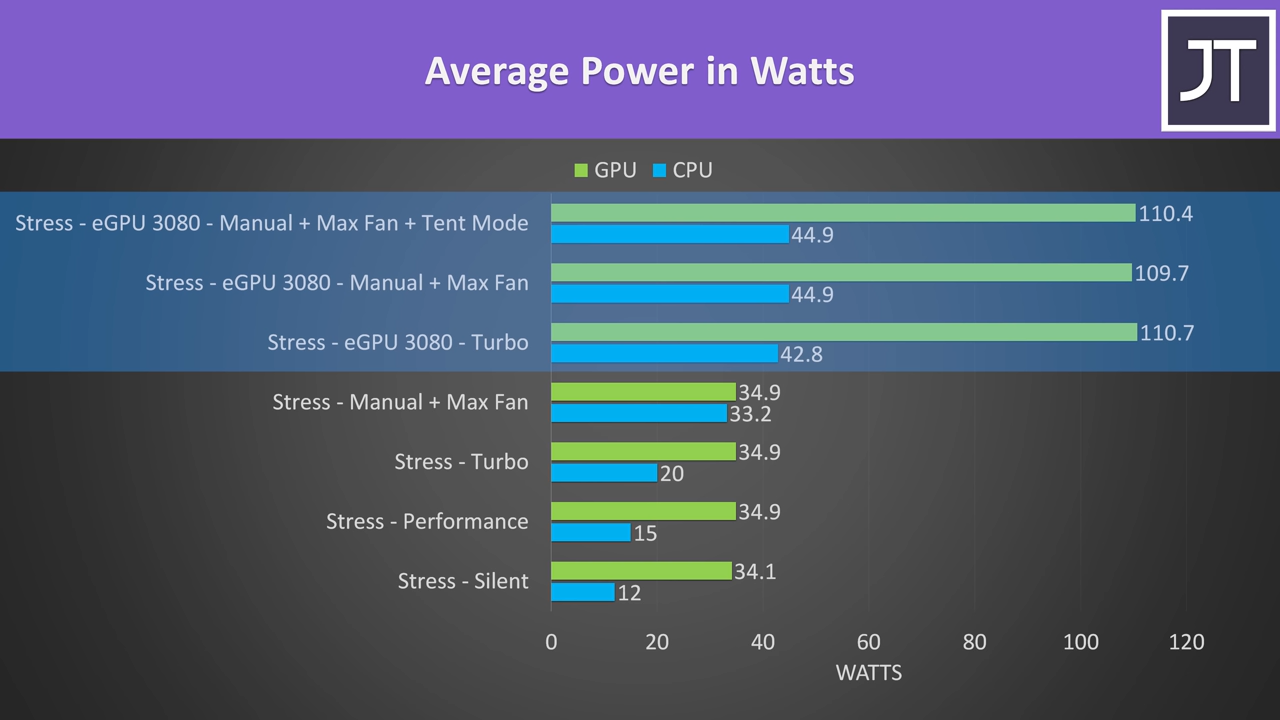 Average Power in Watts
JT
GPU CPU
Stress - eGPU 3080 - Manual + Max Fan + Tent Mode
110.4
44.9
Stress - eGPU 3080 - Manual + Max Fan
109.7
44.9
Stress - eGPU 3080 - Turbo
110.7
42.8
Stress - Manual + Max Fan
34.9
33.2
Stress - Turbo
34.9
20
Stress - Performance
34.9
15
Stress - Silent
34.1
12
0 20 40 60 80 100 120
WATTS